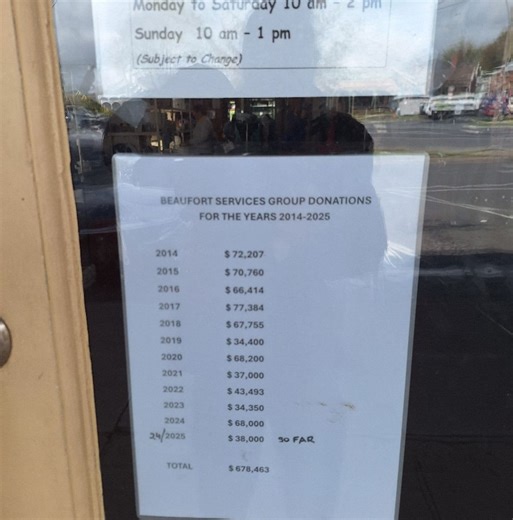 Monday to Saturday 10 am - 2 pm
Sunday 10 am - 1 pm
(Subject to Change)
BEAUFORT SERVICES GROUP DONATIONS
FOR THE YEARS 2014-2025
2014 $ 72,207
2015 $ 70,760
2016 $ 66,414
2017 $ 77,384
2018 $ 67,755
2019 $ 34,400
2020 $ 68,200
2021 $ 37,000
2022 $ 43,493
2023 $ 34,350
2024 $ 68,000
24/2025 $ 38,000 SO FAR
TOTAL $ 678,463